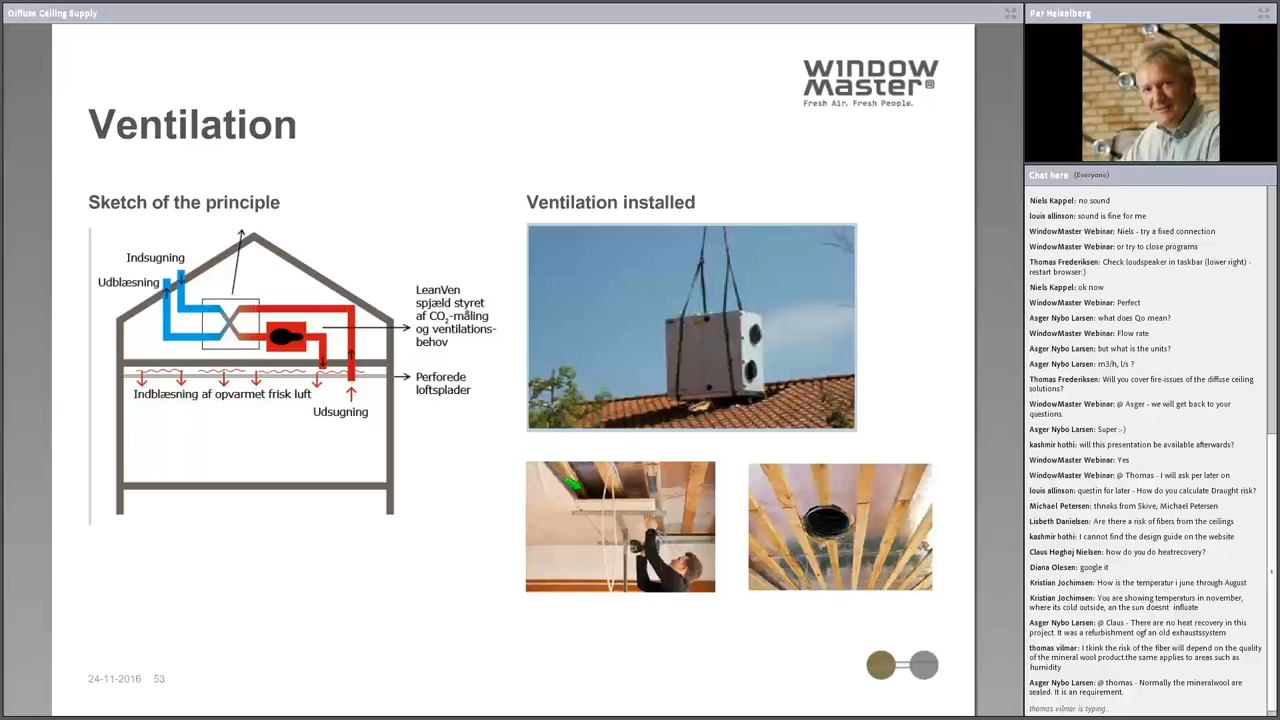 Diffuse Ceiling Supply
Per Heiselberg
WINDOW
MASTER
Fresh Air. Fresh People.
Ventilation
Sketch of the principle
Ventilation installed
Indsugning
Udblæsning
LeanVen
spjæld styret
af CO2-måling
og ventilations-
behov
Perforede
loftsplader
Indblæsning af opvarmet frisk luft
Udsugning
24-11-2016 53
Chat here (Everyone)
Niels Kappel: no sound
louis allinson: sound is fine for me
WindowMaster Webinar: Niels - try a fixed connection
WindowMaster Webinar: or try to close programs
Thomas Frederiksen: Check loudspeaker in taskbar (lower right) -
restart browser:)
Niels Kappel: ok now
WindowMaster Webinar: Perfect
Asger Nybo Larsen: what does Qo mean?
WindowMaster Webinar: Flow rate
Asger Nybo Larsen: but what is the units?
Asger Nybo Larsen: m3/h, l/s ?
Thomas Frederiksen: Will you cover fire-issues of the diffuse ceiling
solutions?
WindowMaster Webinar: @ Asger - we will get back to your
questions.
Asger Nybo Larsen: Super :-)
kashmir hothi: will this presentation be available afterwards?
WindowMaster Webinar: Yes
WindowMaster Webinar: @ Thomas - I will ask per later on
louis allinson: questin for later - How do you calculate Draught risk?
Michael Petersen: thnaks from Skive, Michael Petersen
Lisbeth Danielsen: Are there a risk of fibers from the ceilings
kashmir hothi: I cannot find the design guide on the website
Claus Høghøj Nielsen: how do you do heatrecovery?
Diana Olesen: google it
Kristian Jochimsen: How is the temperatur i june through August
Kristian Jochimsen: You are showing temperaturs in november,
where its cold outside, an the sun doesnt influate
Asger Nybo Larsen: @ Claus - There are no heat recovery in this
project. It was a refurbishment ogf an old exhaustssystem
thomas vilmar: I tkink the risk of the fiber will depend on the quality
of the mineral wool product.the same applies to areas such as
humidity
Asger Nybo Larsen: @ thomas - Normally the mineralwool are
sealed. It is an requirement.
thomas vilmar is typing...